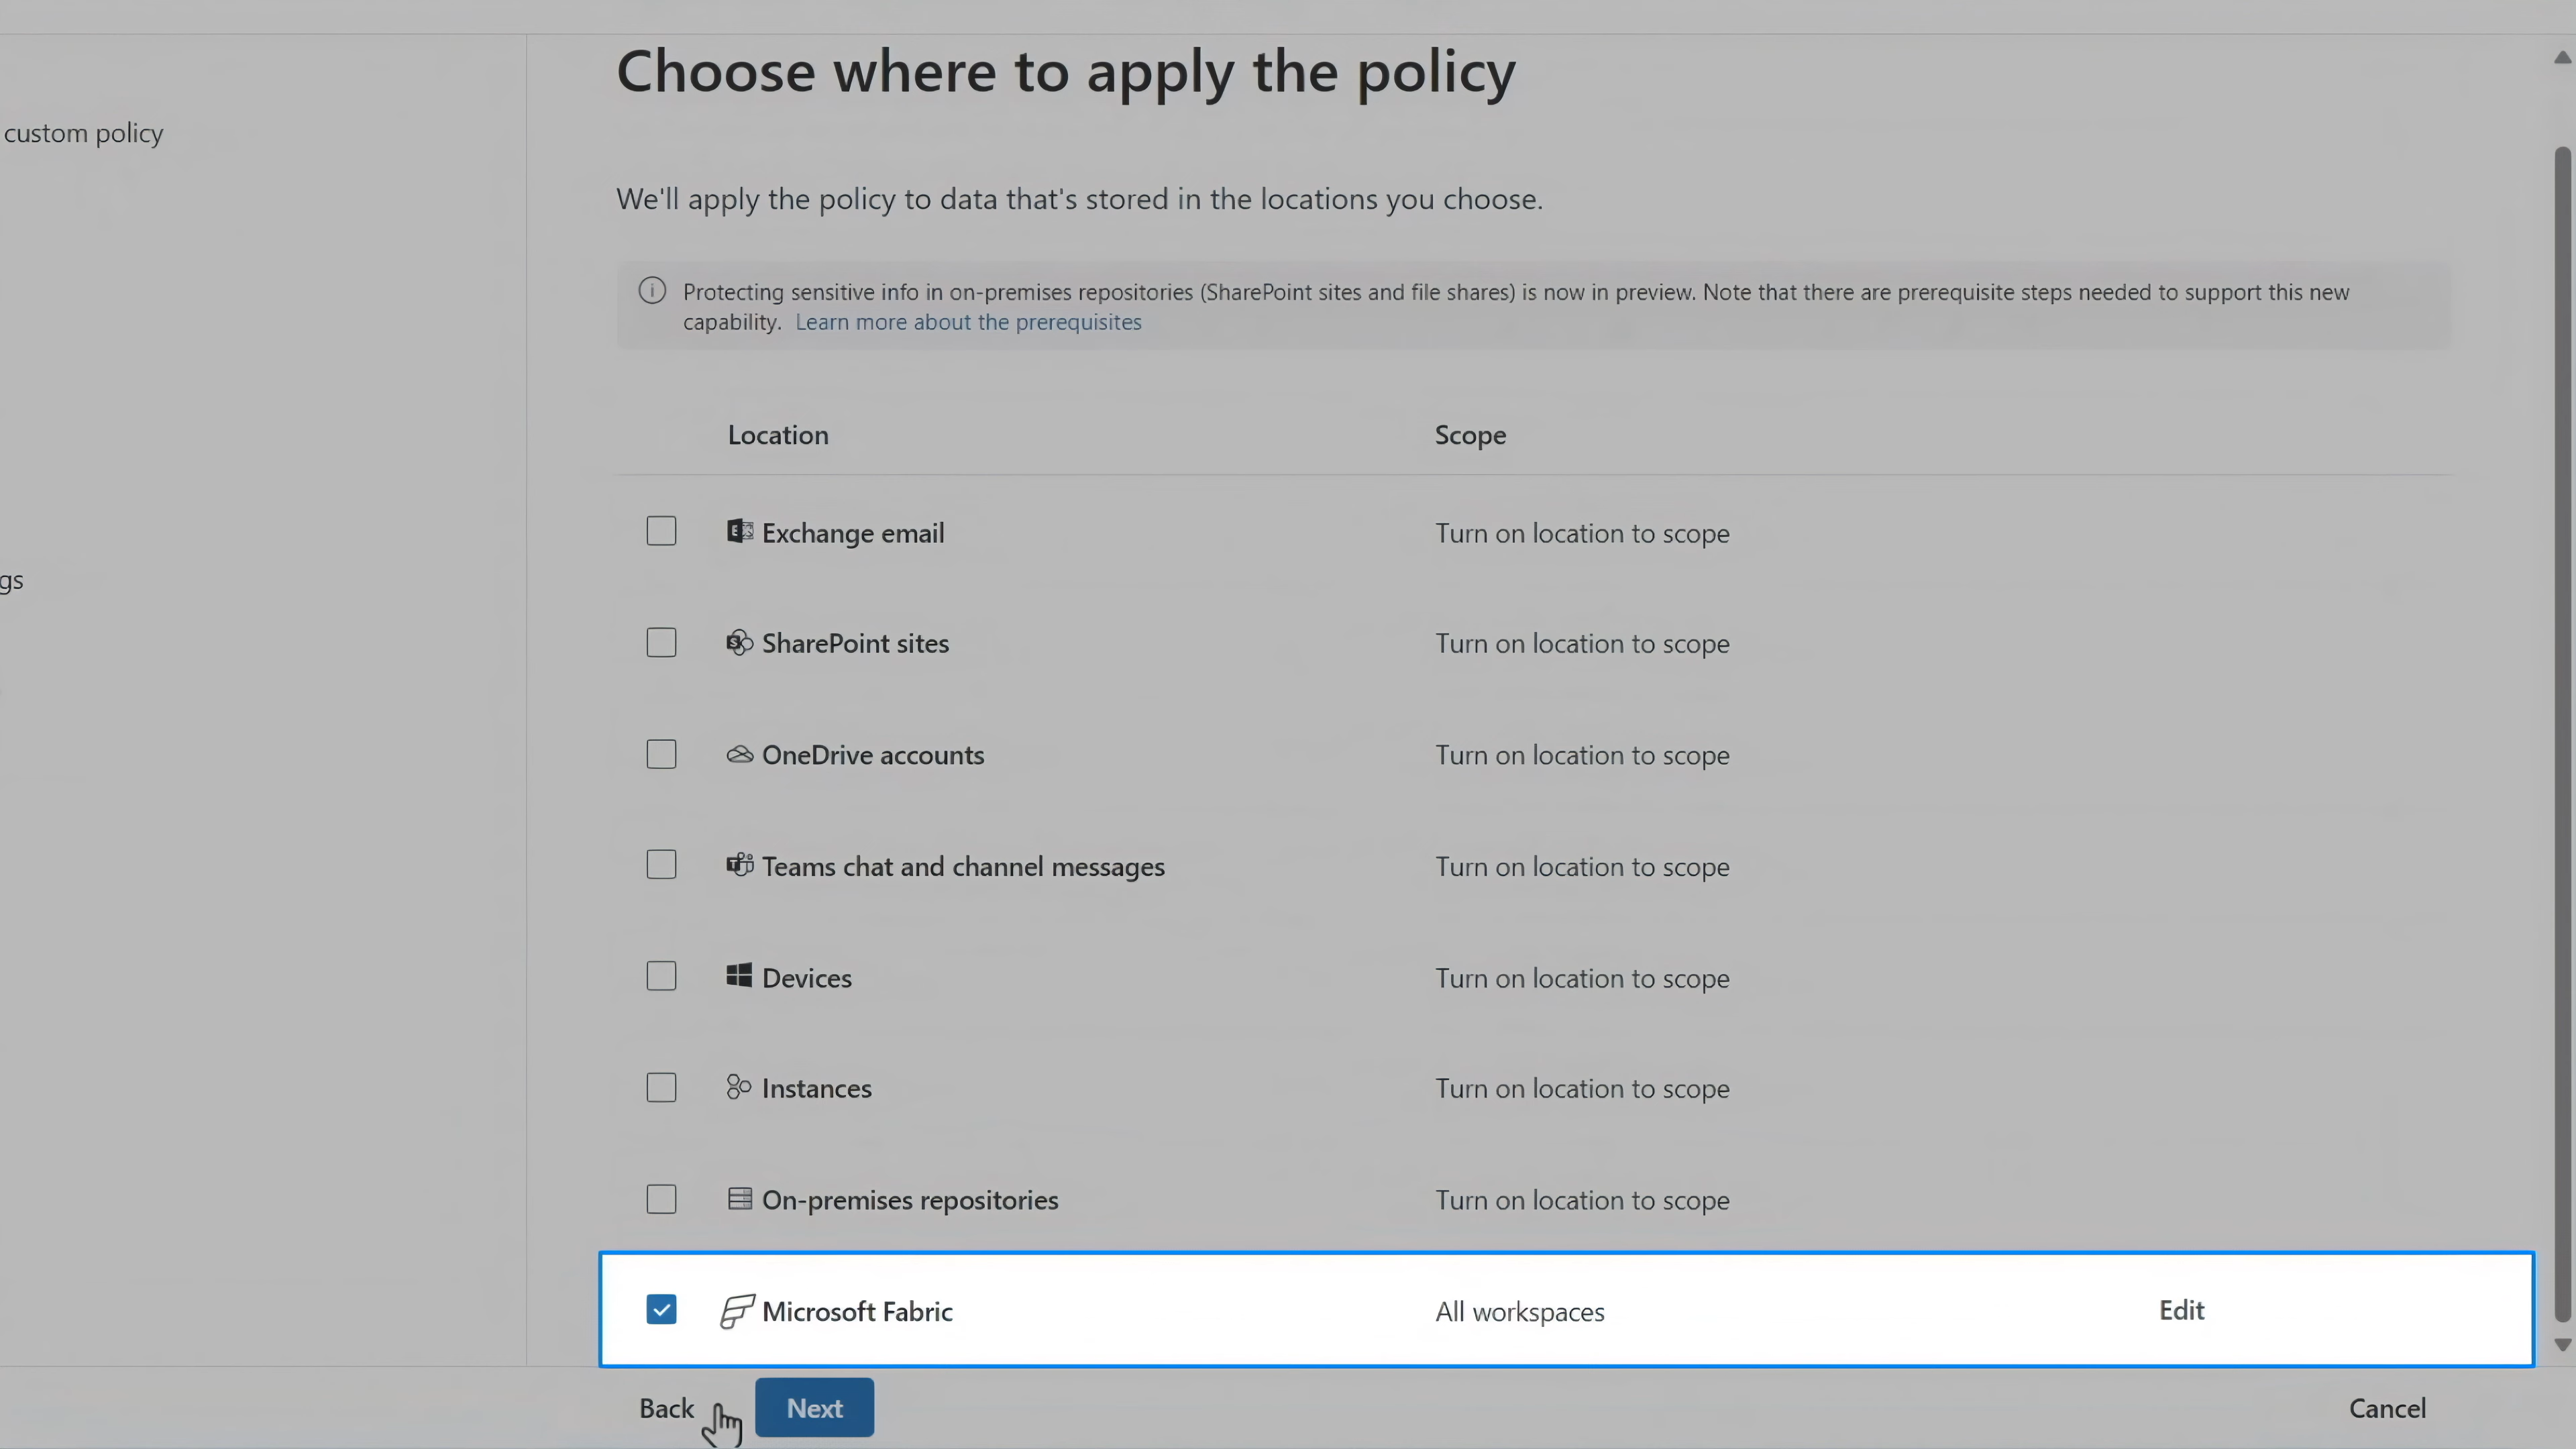 Choose where to apply the policy
custom policy
We'll apply the policy to data that's stored in the locations you choose.
Protecting sensitive info in on-premises repositories (SharePoint sites and file shares) is now in preview. Note that there are prerequisite steps needed to support this new
capability. Learn more about the prerequisites
Location Scope
Exchange email Turn on location to scope
gs
SharePoint sites Turn on location to scope
OneDrive accounts Turn on location to scope
Teams chat and channel messages Turn on location to scope
Devices Turn on location to scope
Instances Turn on location to scope
On-premises repositories Turn on location to scope
Microsoft Fabric All workspaces Edit
Back Next Cancel